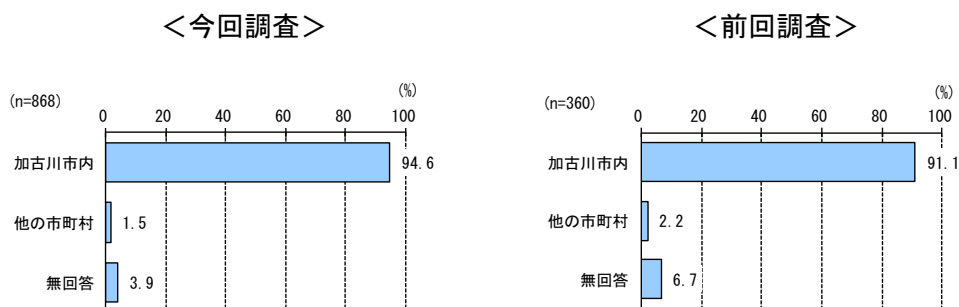 ＜今回調査＞
(n=868)
(%)
0 20 40 60 80 100
加古川市内 94.6
他の市町村 1.5
無回答 3.9
＜前回調査＞
(n=360)
(%)
0 20 40 60 80 100
加古川市内 91.1
他の市町村 2.2
無回答 6.7